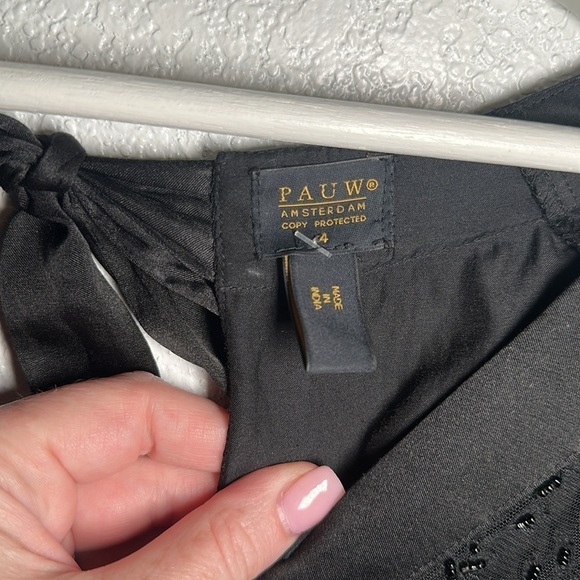 PAUW®
AMSTERDAM
COPY PROTECTED
4
MADE
IN
INDIA